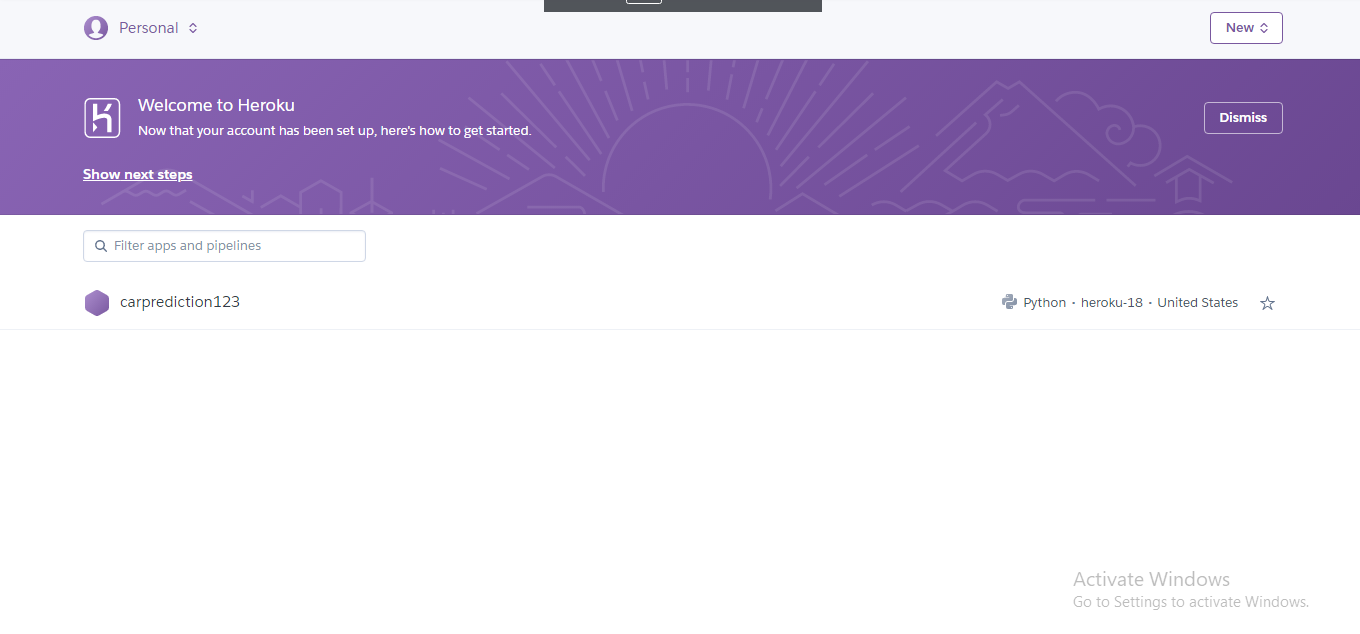 Personal
New
Welcome to Heroku
Now that your account has been set up, here's how to get started.
Dismiss
Show next steps
Filter apps and pipelines
carprediction123
Python · heroku-18 · United States
Activate Windows
Go to Settings to activate Windows.